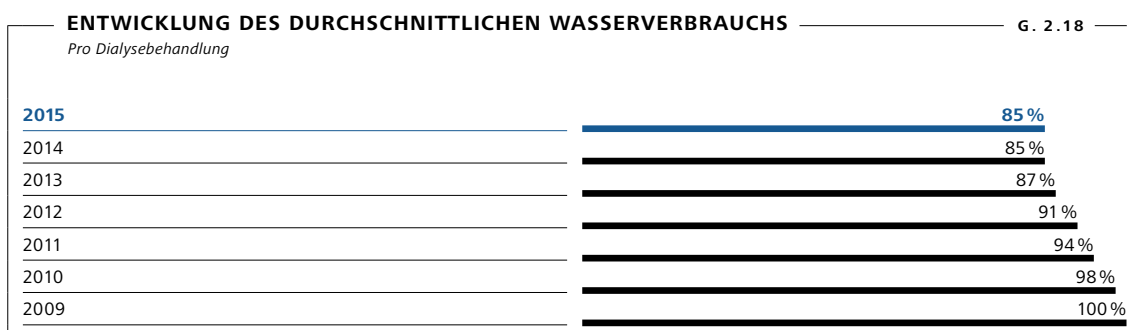 ENTWICKLUNG DES DURCHSCHNITTLICHEN WASSERVERBRAUCHS G. 2.18
Pro Dialysebehandlung
2015 85 %
2014 85 %
2013 87 %
2012 91 %
2011 94 %
2010 98 %
2009 100 %